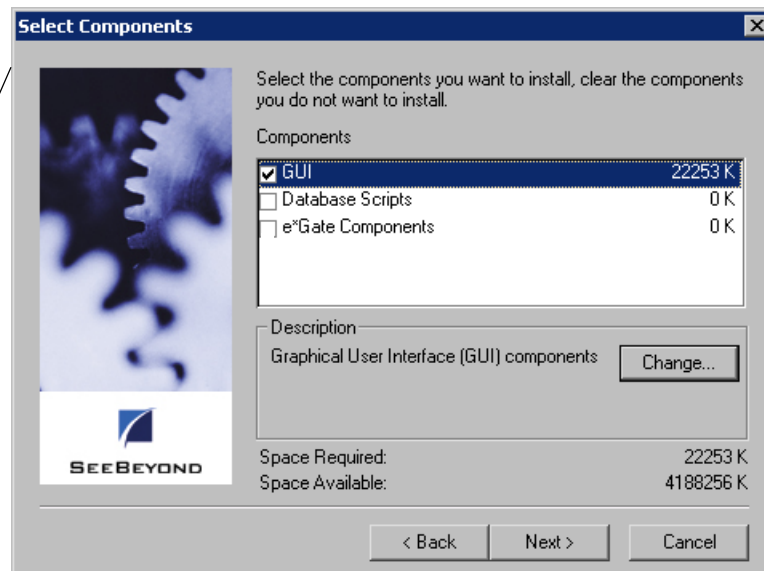 Select Components
Select the components you want to install, clear the components
you do not want to install.
Components
GUI 22253 K
Database Scripts 0 K
e*Gate Components 0 K
Description
Graphical User Interface (GUI) components
Change...
SEEBEYOND
Space Required: 22253 K
Space Available: 4188256 K
< Back Next > Cancel